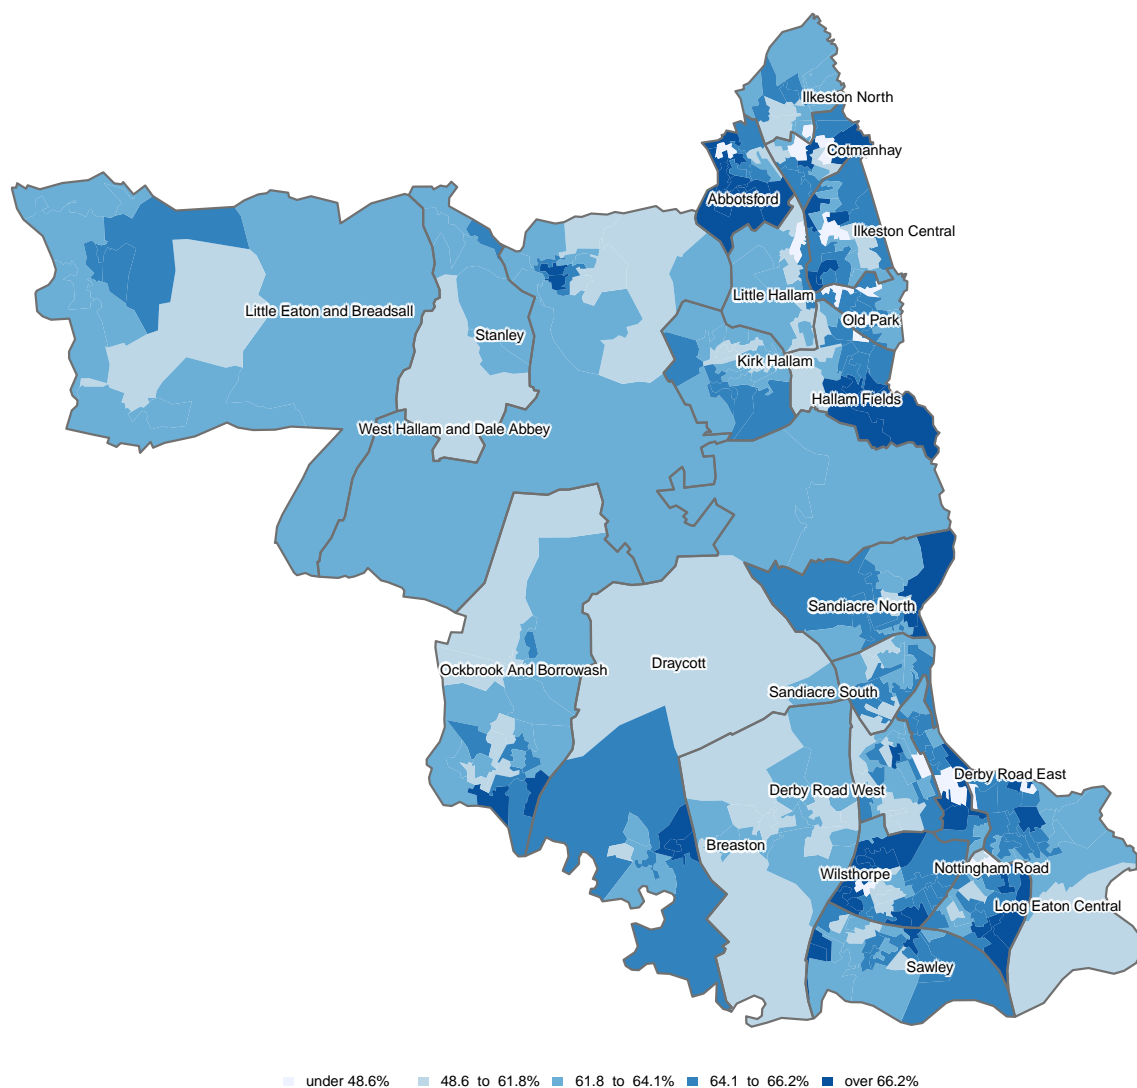 Ilkeston North
Cotmanhay
Abbotsford
Ilkeston Central
Little Hallam
Little Eaton and Breadsall
Old Park
Stanley
Kirk Hallam
Hallam Fields
West Hallam and Dale Abbey
Sandiacre North
Draycott
Ockbrook And Borrowash
Sandiacre South
Derby Road East
Derby Road West
Breaston
Nottingham Road
Wilsthorpe
Long Eaton Central
Sawley
under 48.6% 48.6 to 61.8% 61.8 to 64.1% 64.1 to 66.2% over 66.2%